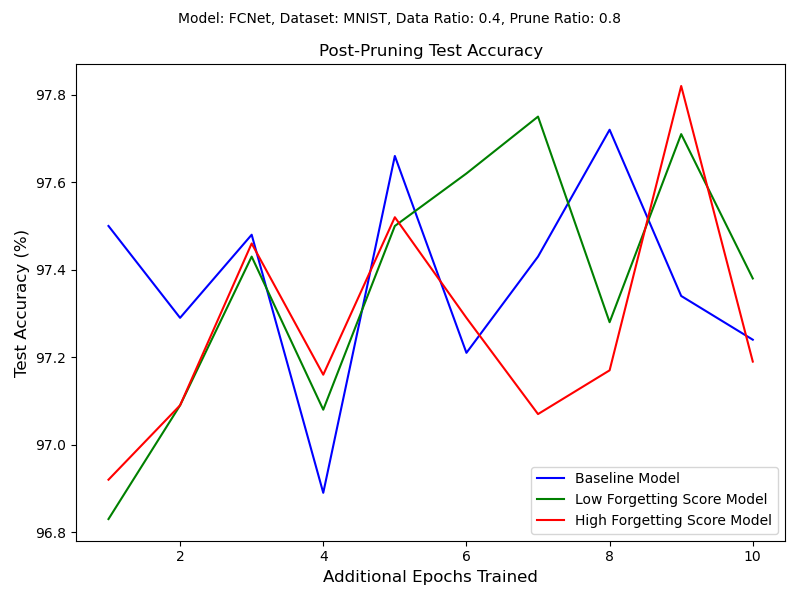 Model: FCNet, Dataset: MNIST, Data Ratio: 0.4, Prune Ratio: 0.8
Post-Pruning Test Accuracy
Test Accuracy (%)
97.8
97.6
97.4
97.2
97.0
96.8
Baseline Model
Low Forgetting Score Model
High Forgetting Score Model
2 4 6 8 10
Additional Epochs Trained